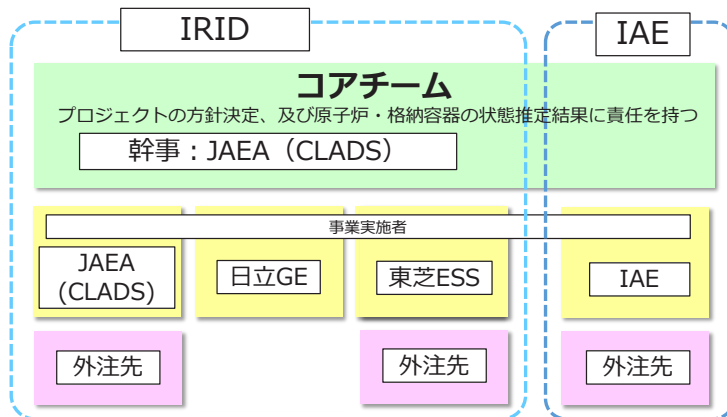 IRID
IAE
コアチーム
プロジェクトの方針決定、及び原子炉・格納容器の状態推定結果に責任を持つ
幹事：JAEA（CLADS）
事業実施者
JAEA
(CLADS)
日立GE
東芝ESS
IAE
外注先
外注先
外注先